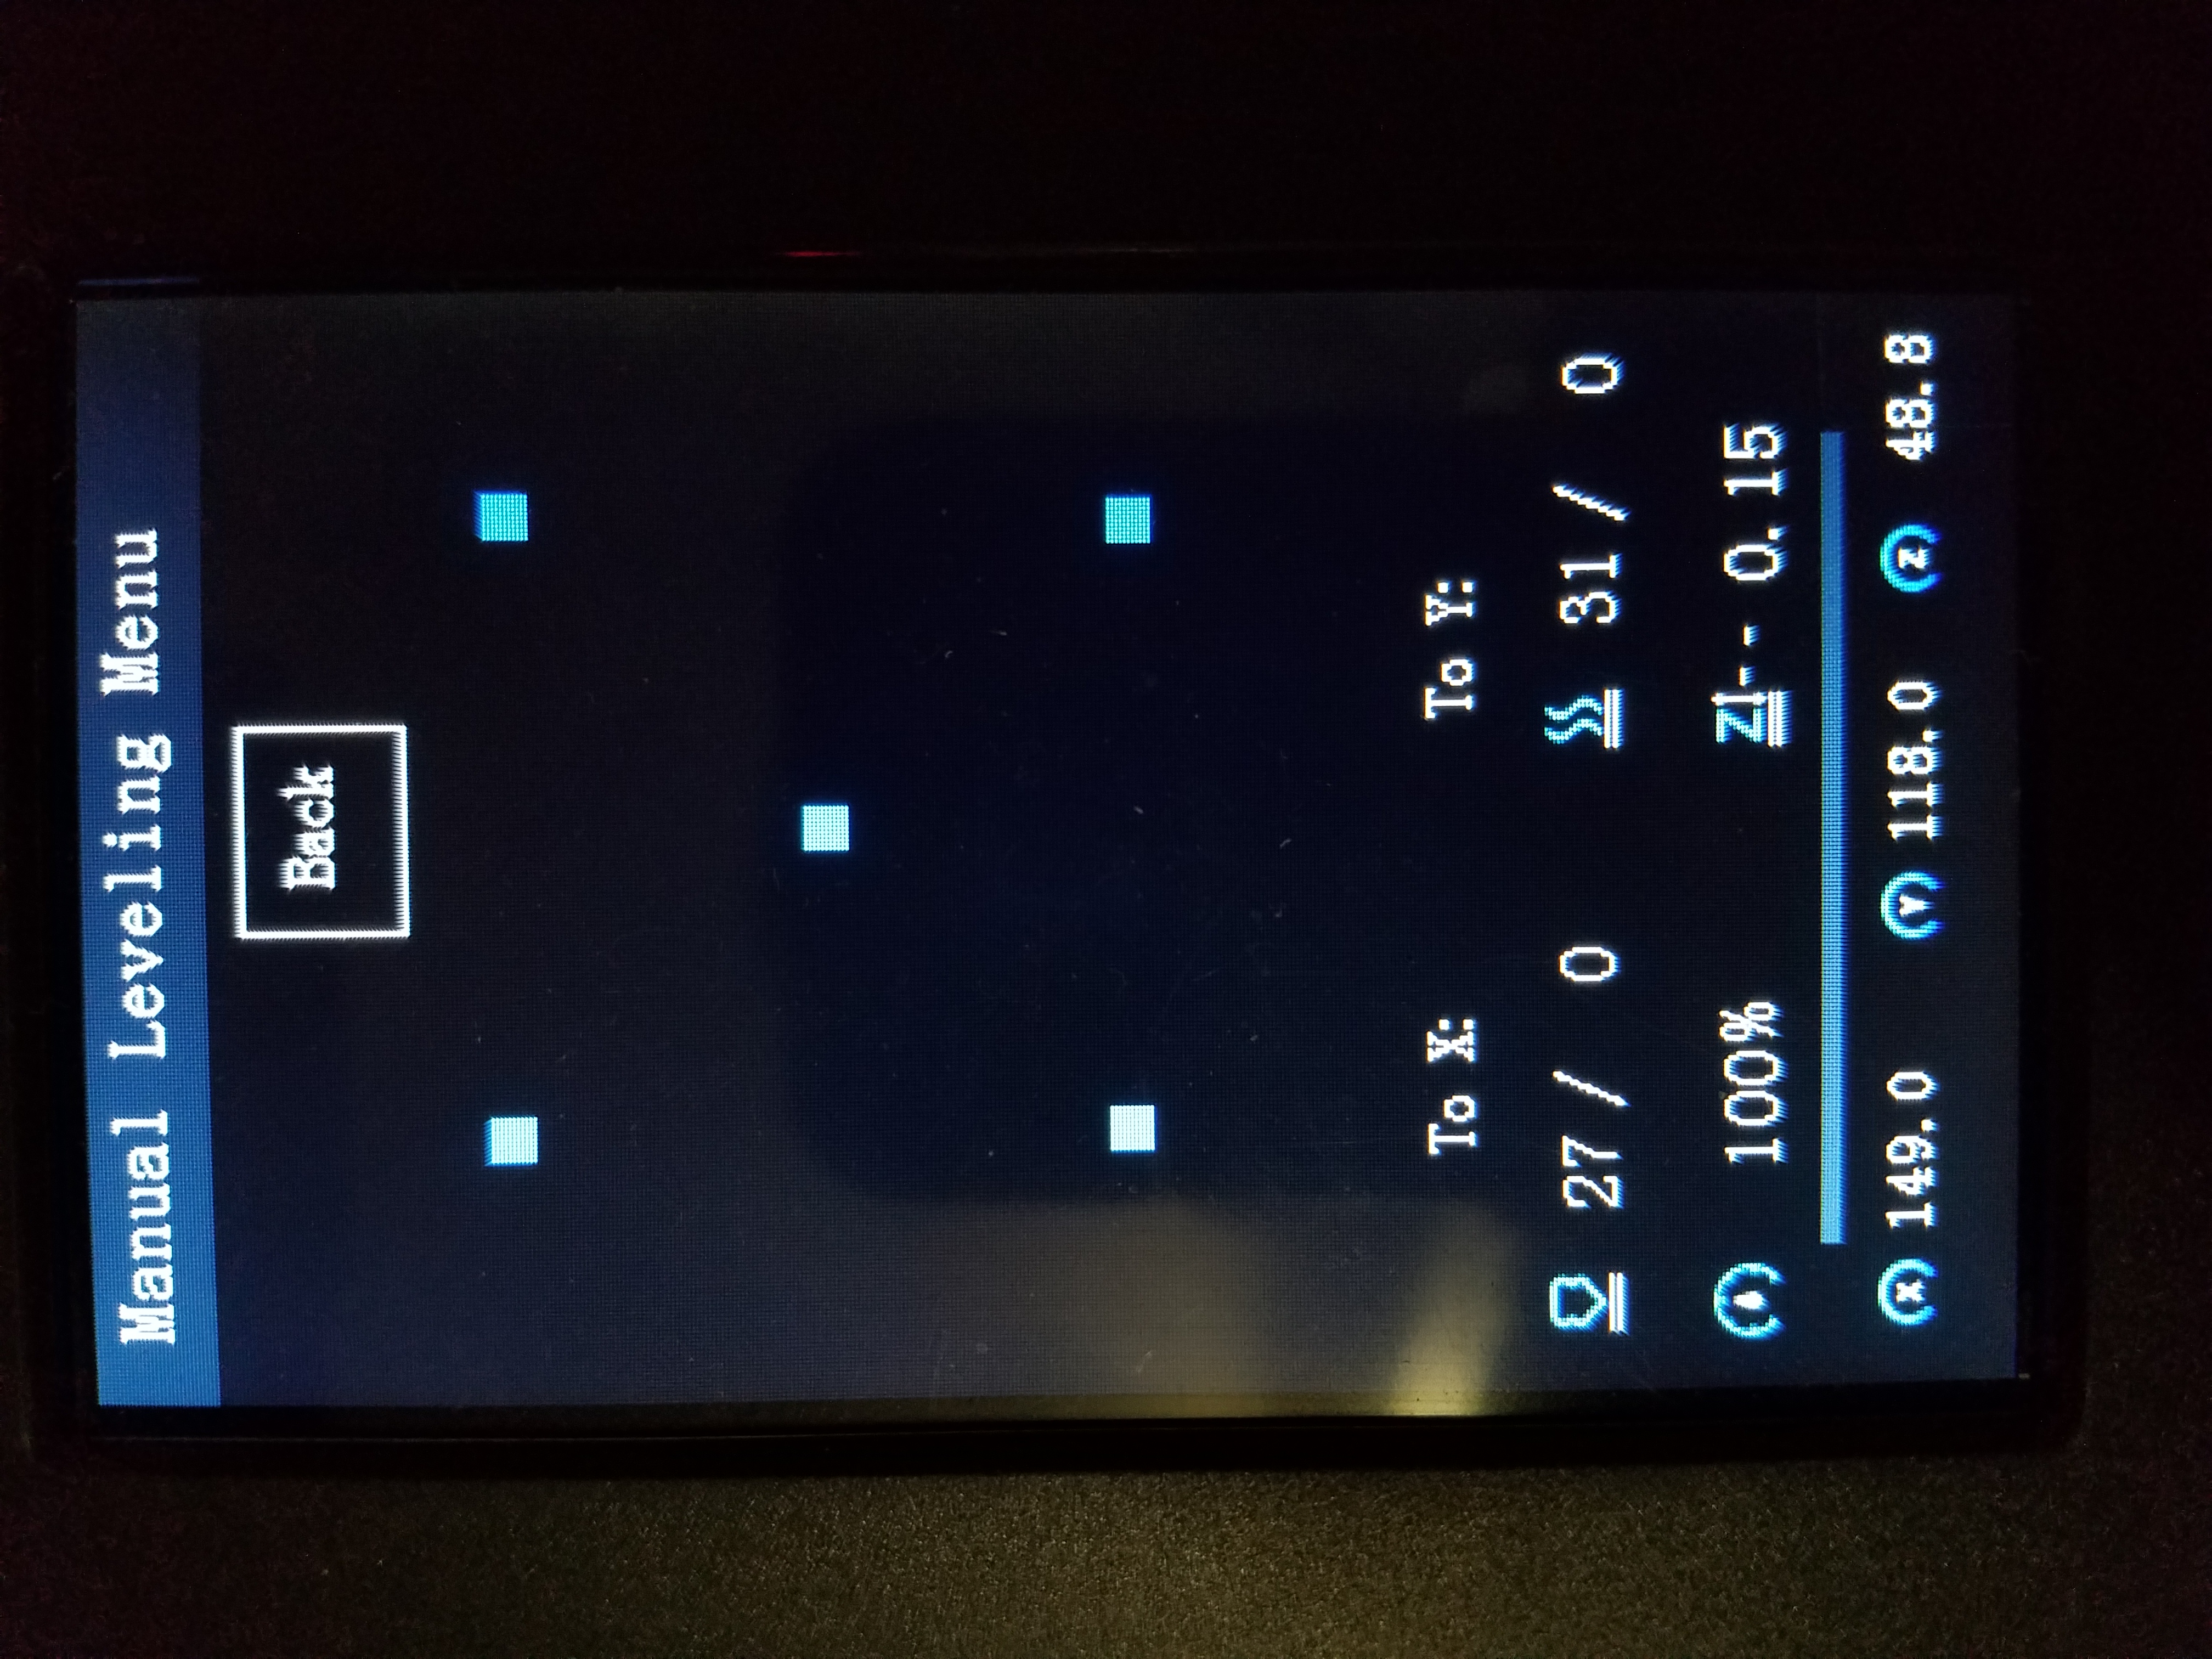 Manual Leveling Menu
Back
To X: To Y:
27 / 0 31 / 0
100% Z -- 0.15
X 149.0 Y 118.0 Z 48.8